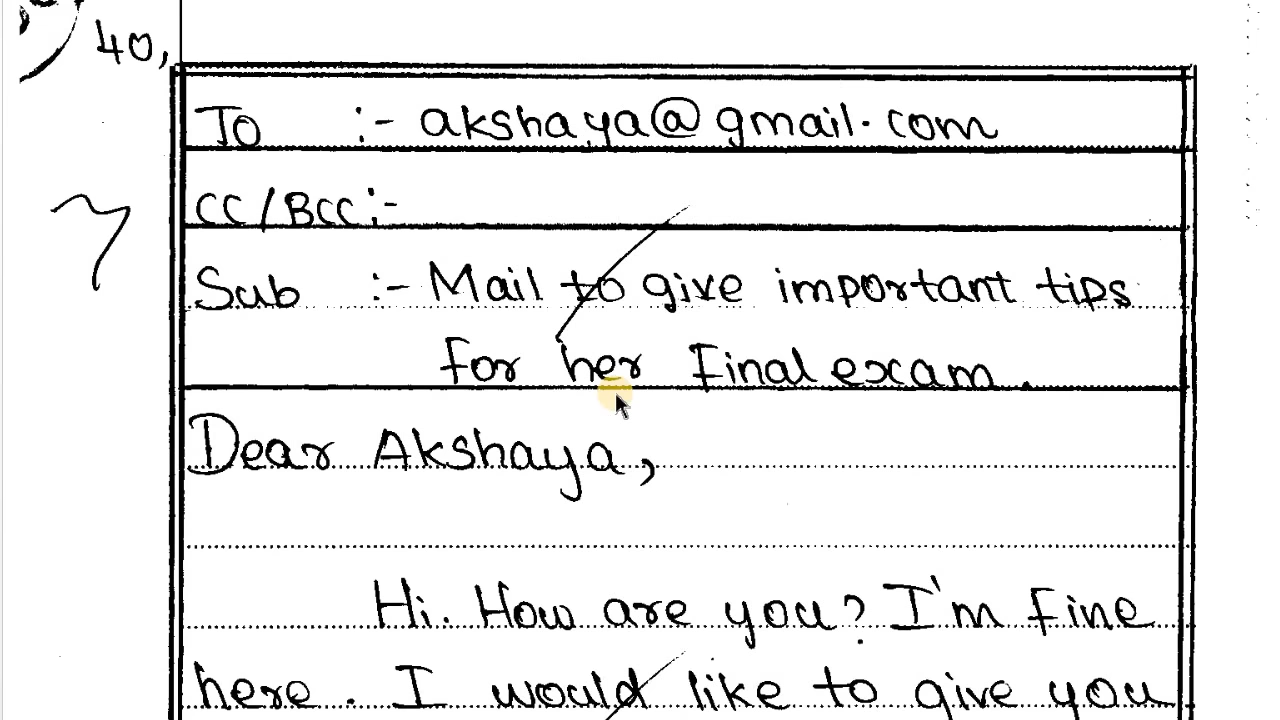 40,
To :- akshaya@gmail.com
CC/BCC:-
Sub :- Mail to give important tips
for her Final exam.
Dear Akshaya,
Hi. How are you? I'm fine
here. I would like to give you